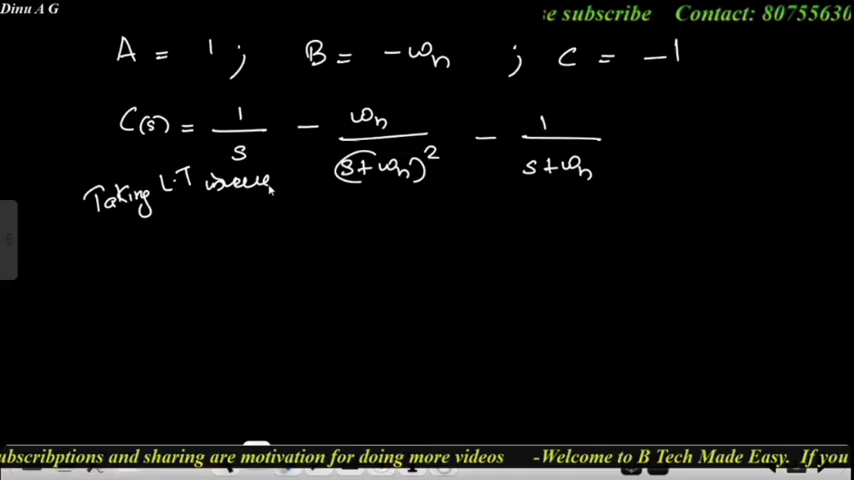 Dinu A G
:e subscribe Contact: 80755630
A = 1 ; B = -ωn ; C = -1
C(s) = 1/s - ωn/(s+ωn)² - 1/(s+ωn)
Taking L.T
ubscribptions and sharing are motivation for doing more videos -Welcome to B Tech Made Easy. If you